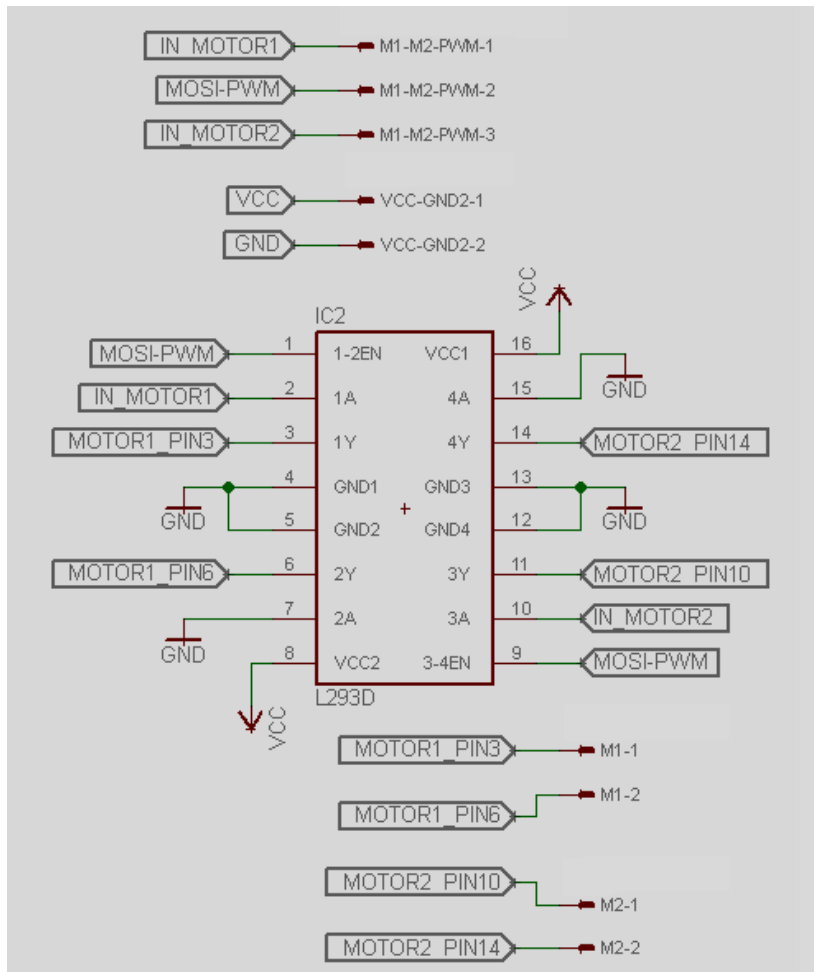 IN_MOTOR1 M1-M2-PWM-1
MOSI-PWM M1-M2-PWM-2
IN_MOTOR2 M1-M2-PWM-3
VCC VCC-GND2-1
GND VCC-GND2-2
VCC
IC2
MOSI-PWM 1 1-2EN VCC1 16
IN_MOTOR1 2 1A 4A 15 GND
MOTOR1_PIN3 3 1Y 4Y 14 MOTOR2_PIN14
4 GND1 GND3 13
GND GND
5 GND2 GND4 12
MOTOR1_PIN6 6 2Y 3Y 11 MOTOR2_PIN10
7 2A 3A 10 IN_MOTOR2
GND
8 VCC2 3-4EN 9 MOSI-PWM
L293D
VCC
MOTOR1_PIN3 M1-1
M1-2
MOTOR1_PIN6
MOTOR2_PIN10
M2-1
MOTOR2_PIN14 M2-2